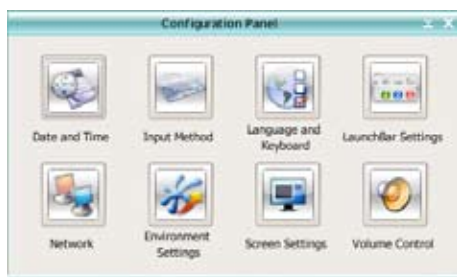 Configuration Panel
Date and Time
Input Method
Language and
Keyboard
LaunchBar Settings
Network
Environment
Settings
Screen Settings
Volume Control